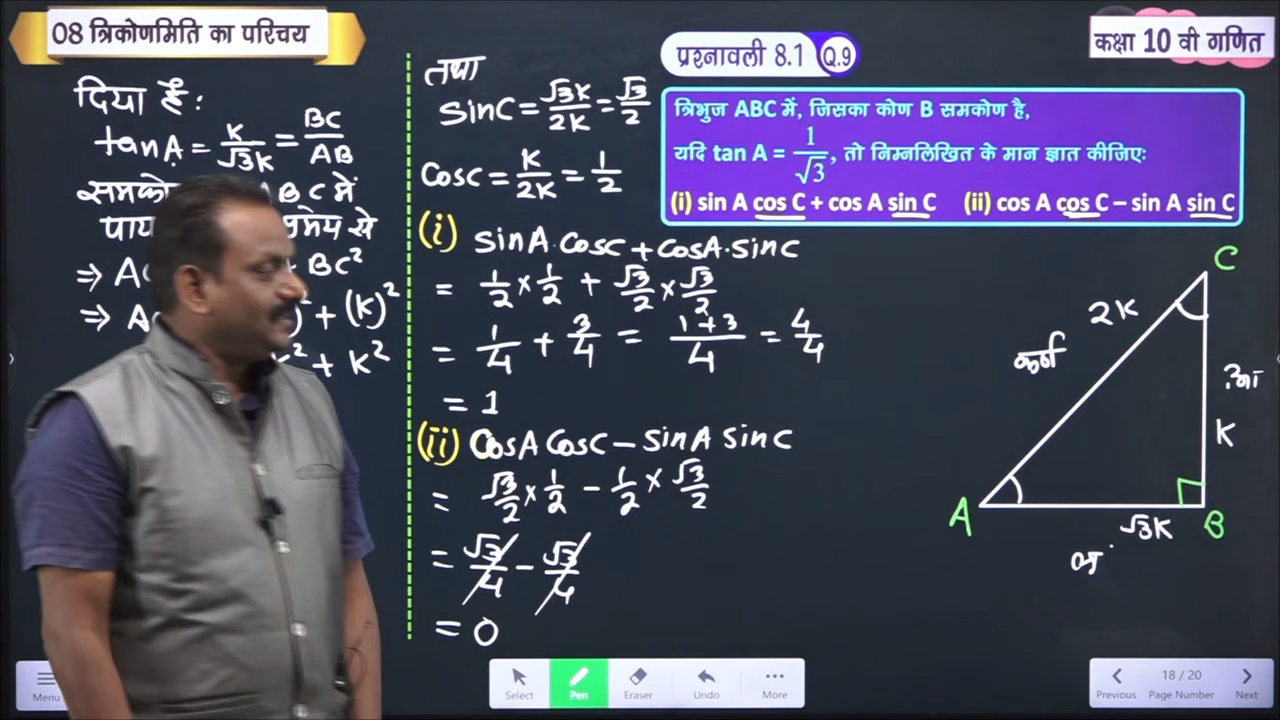 08 त्रिकोणमिति का परिचय
कक्षा 10 वी गणित
प्रश्नावली 8.1 Q.9
त्रिभुज ABC में, जिसका कोण B समकोण है,
यदि tan A = 1/√3, तो निम्नलिखित के मान ज्ञात कीजिए:
(i) sin A cos C + cos A sin C (ii) cos A cos C – sin A sin C
दिया है:
tanA = K/√3K = BC/AB
BC में
से
BC²
+ (K)²
K² + K²
तथा
SinC = √3K/2K = √3/2
Cosc = K/2K = 1/2
(i) sinA.Cosc + CosA.Sinc
= 1/2 × 1/2 + √3/2 × √3/2
= 1/4 + 3/4 = 1+3/4 = 4/4
= 1
(ii) CosA CosC – SinA SinC
= √3/2 × 1/2 – 1/2 × √3/2
= √3/4 – √3/4
= 0
C
2K
कर्ण
K
A
√3K
B
Menu
Select
Pen
Eraser
Undo
More
Previous
18 / 20
Page Number
Next